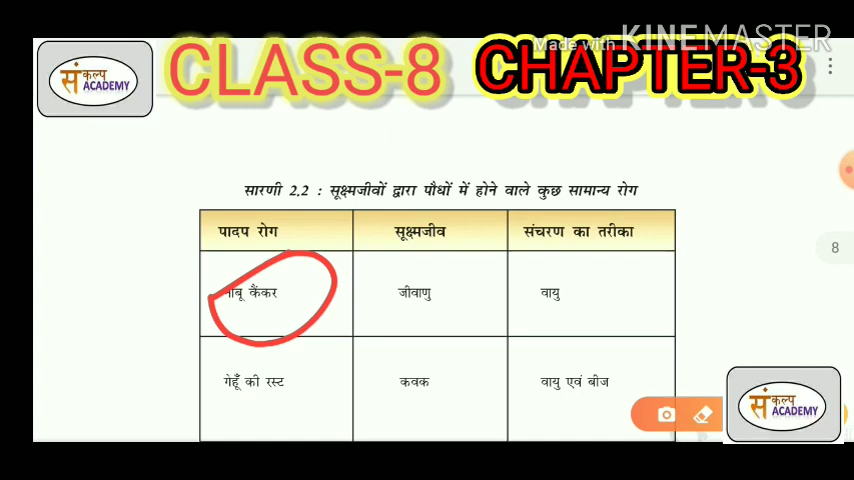 Made with KINEMASTER
संकल्प ACADEMY
CLASS-8 CHAPTER-3
सारणी 2.2 : सूक्ष्मजीवों द्वारा पौधों में होने वाले कुछ सामान्य रोग
पादप रोग सूक्ष्मजीव संचरण का तरीका
8
कैंकर जीवाणु वायु
गेहूँ की रस्ट कवक वायु एवं बीज
संकल्प ACADEMY